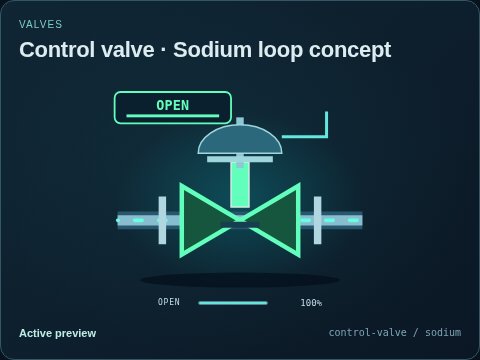 VALVES
Control valve · Sodium loop concept
OPEN
OPEN 100%
Active preview control-valve / sodium